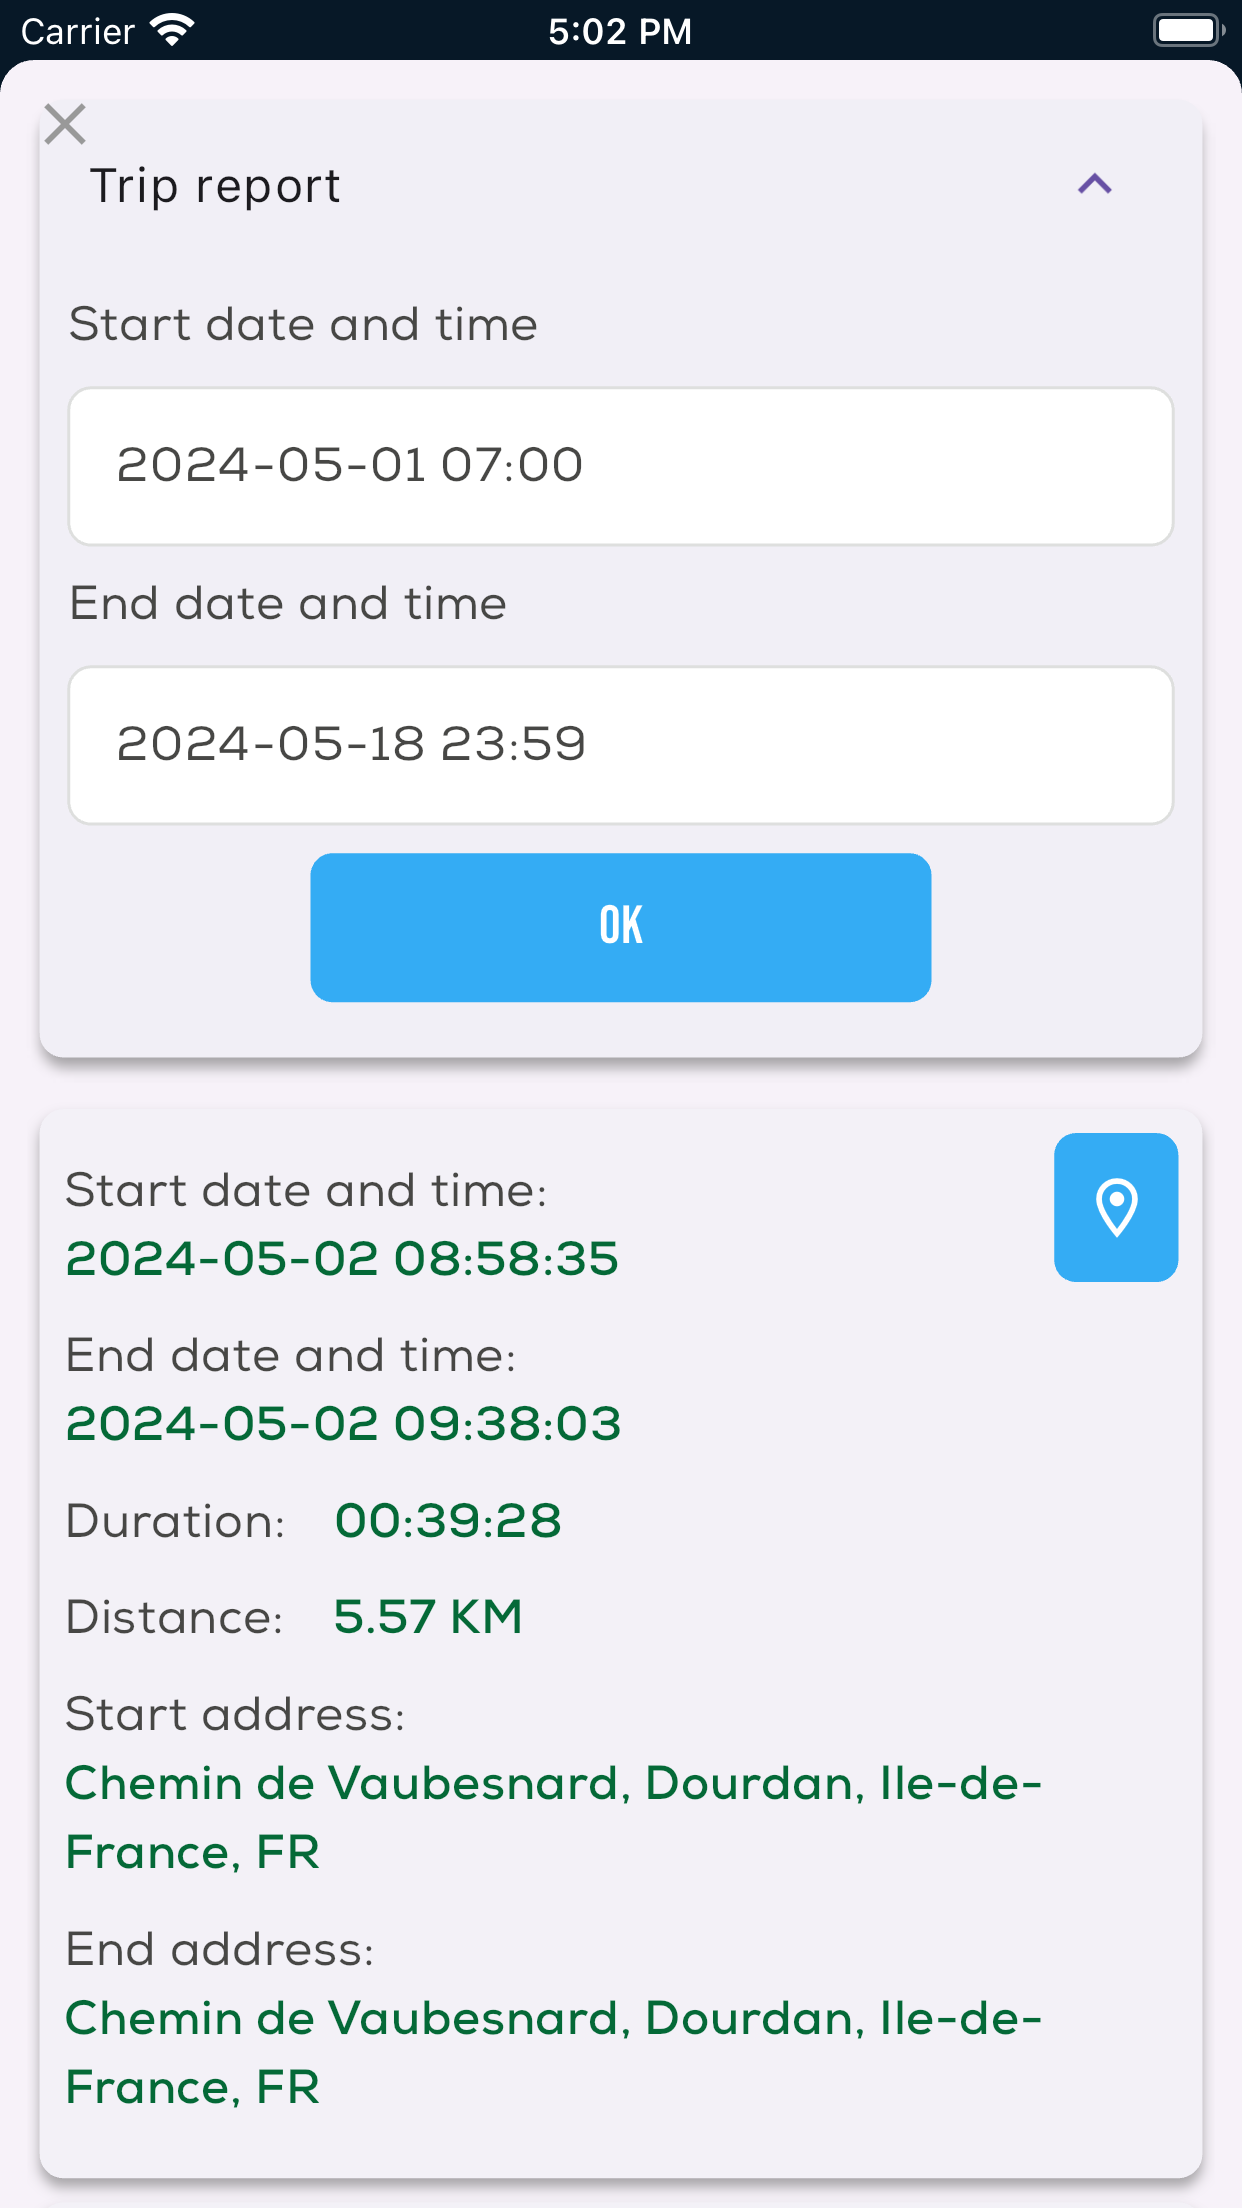 Carrier 5:02 PM
Trip report
Start date and time
2024-05-01 07:00
End date and time
2024-05-18 23:59
OK
Start date and time:
2024-05-02 08:58:35
End date and time:
2024-05-02 09:38:03
Duration: 00:39:28
Distance: 5.57 KM
Start address:
Chemin de Vaubesnard, Dourdan, Ile-de-
France, FR
End address:
Chemin de Vaubesnard, Dourdan, Ile-de-
France, FR